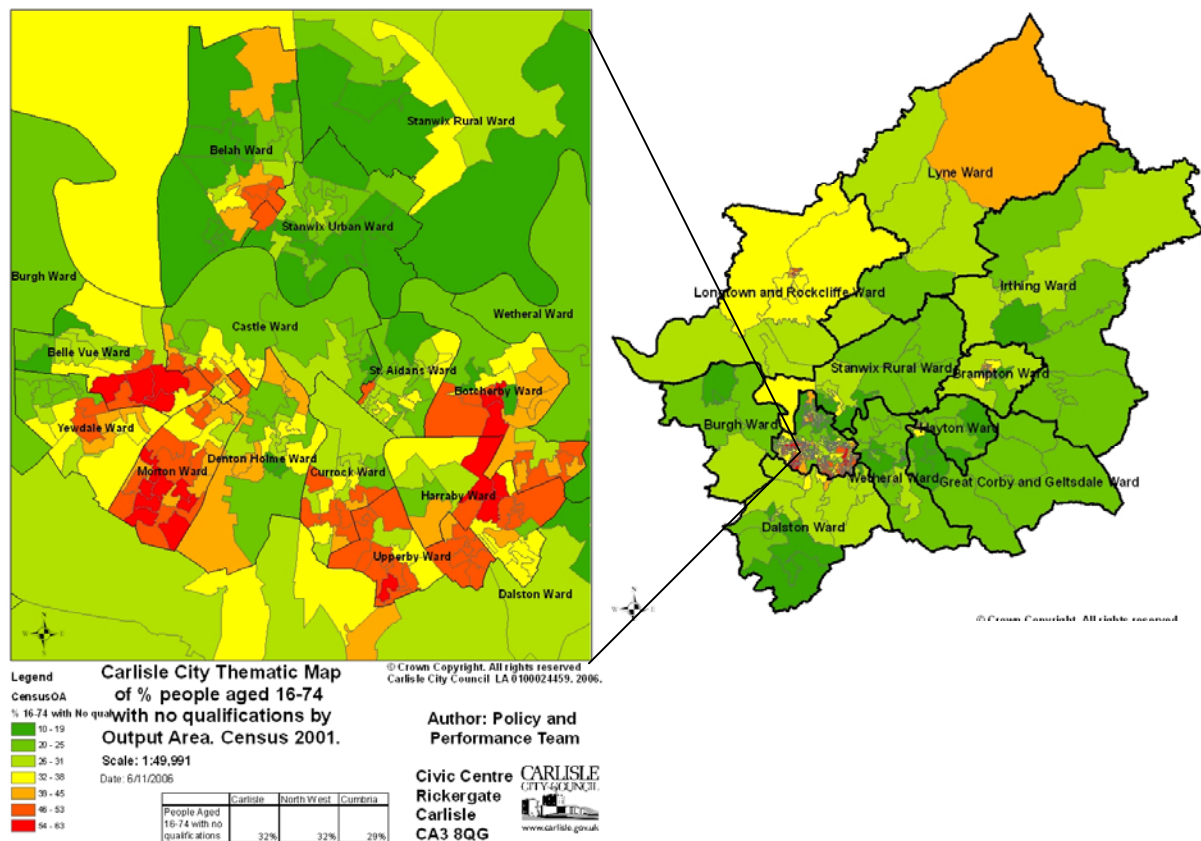 Stanwix Rural Ward
Belah Ward
Stanwix Urban Ward
Burgh Ward
Wetheral Ward
Castle Ward
Belle Vue Ward
St. Aidans Ward
Botcherby Ward
Yewdale Ward
Denton Holme Ward
Currock Ward
Morton Ward
Harraby Ward
Upperby Ward
Dalston Ward
N
W E
S
Lyne Ward
Irthing Ward
Longtown and Rockcliffe Ward
Stanwix Rural Ward
Brampton Ward
Burgh Ward
Hayton Ward
Wetheral Ward
Great Corby and Geltsdale Ward
Dalston Ward
N
W E
S
© Crown Copyright. All rights reserved
Legend
CensusOA
% 16-74 with No qual
10 - 19
20 - 25
26 - 31
32 - 38
39 - 45
46 - 53
54 - 63
Carlisle City Thematic Map
of % people aged 16-74
with no qualifications by
Output Area. Census 2001.
Scale: 1:49,991
Date: 6/11/2006
Carlisle North West Cumbria
People Aged
16-74 with no
qualifications 32% 32% 29%
© Crown Copyright. All rights reserved
Carlisle City Council LA 0100024459. 2006.
Author: Policy and
Performance Team
Civic Centre
Rickergate
Carlisle
CA3 8QG
CARLISLE
CITY COUNCIL
www.carlisle.gov.uk